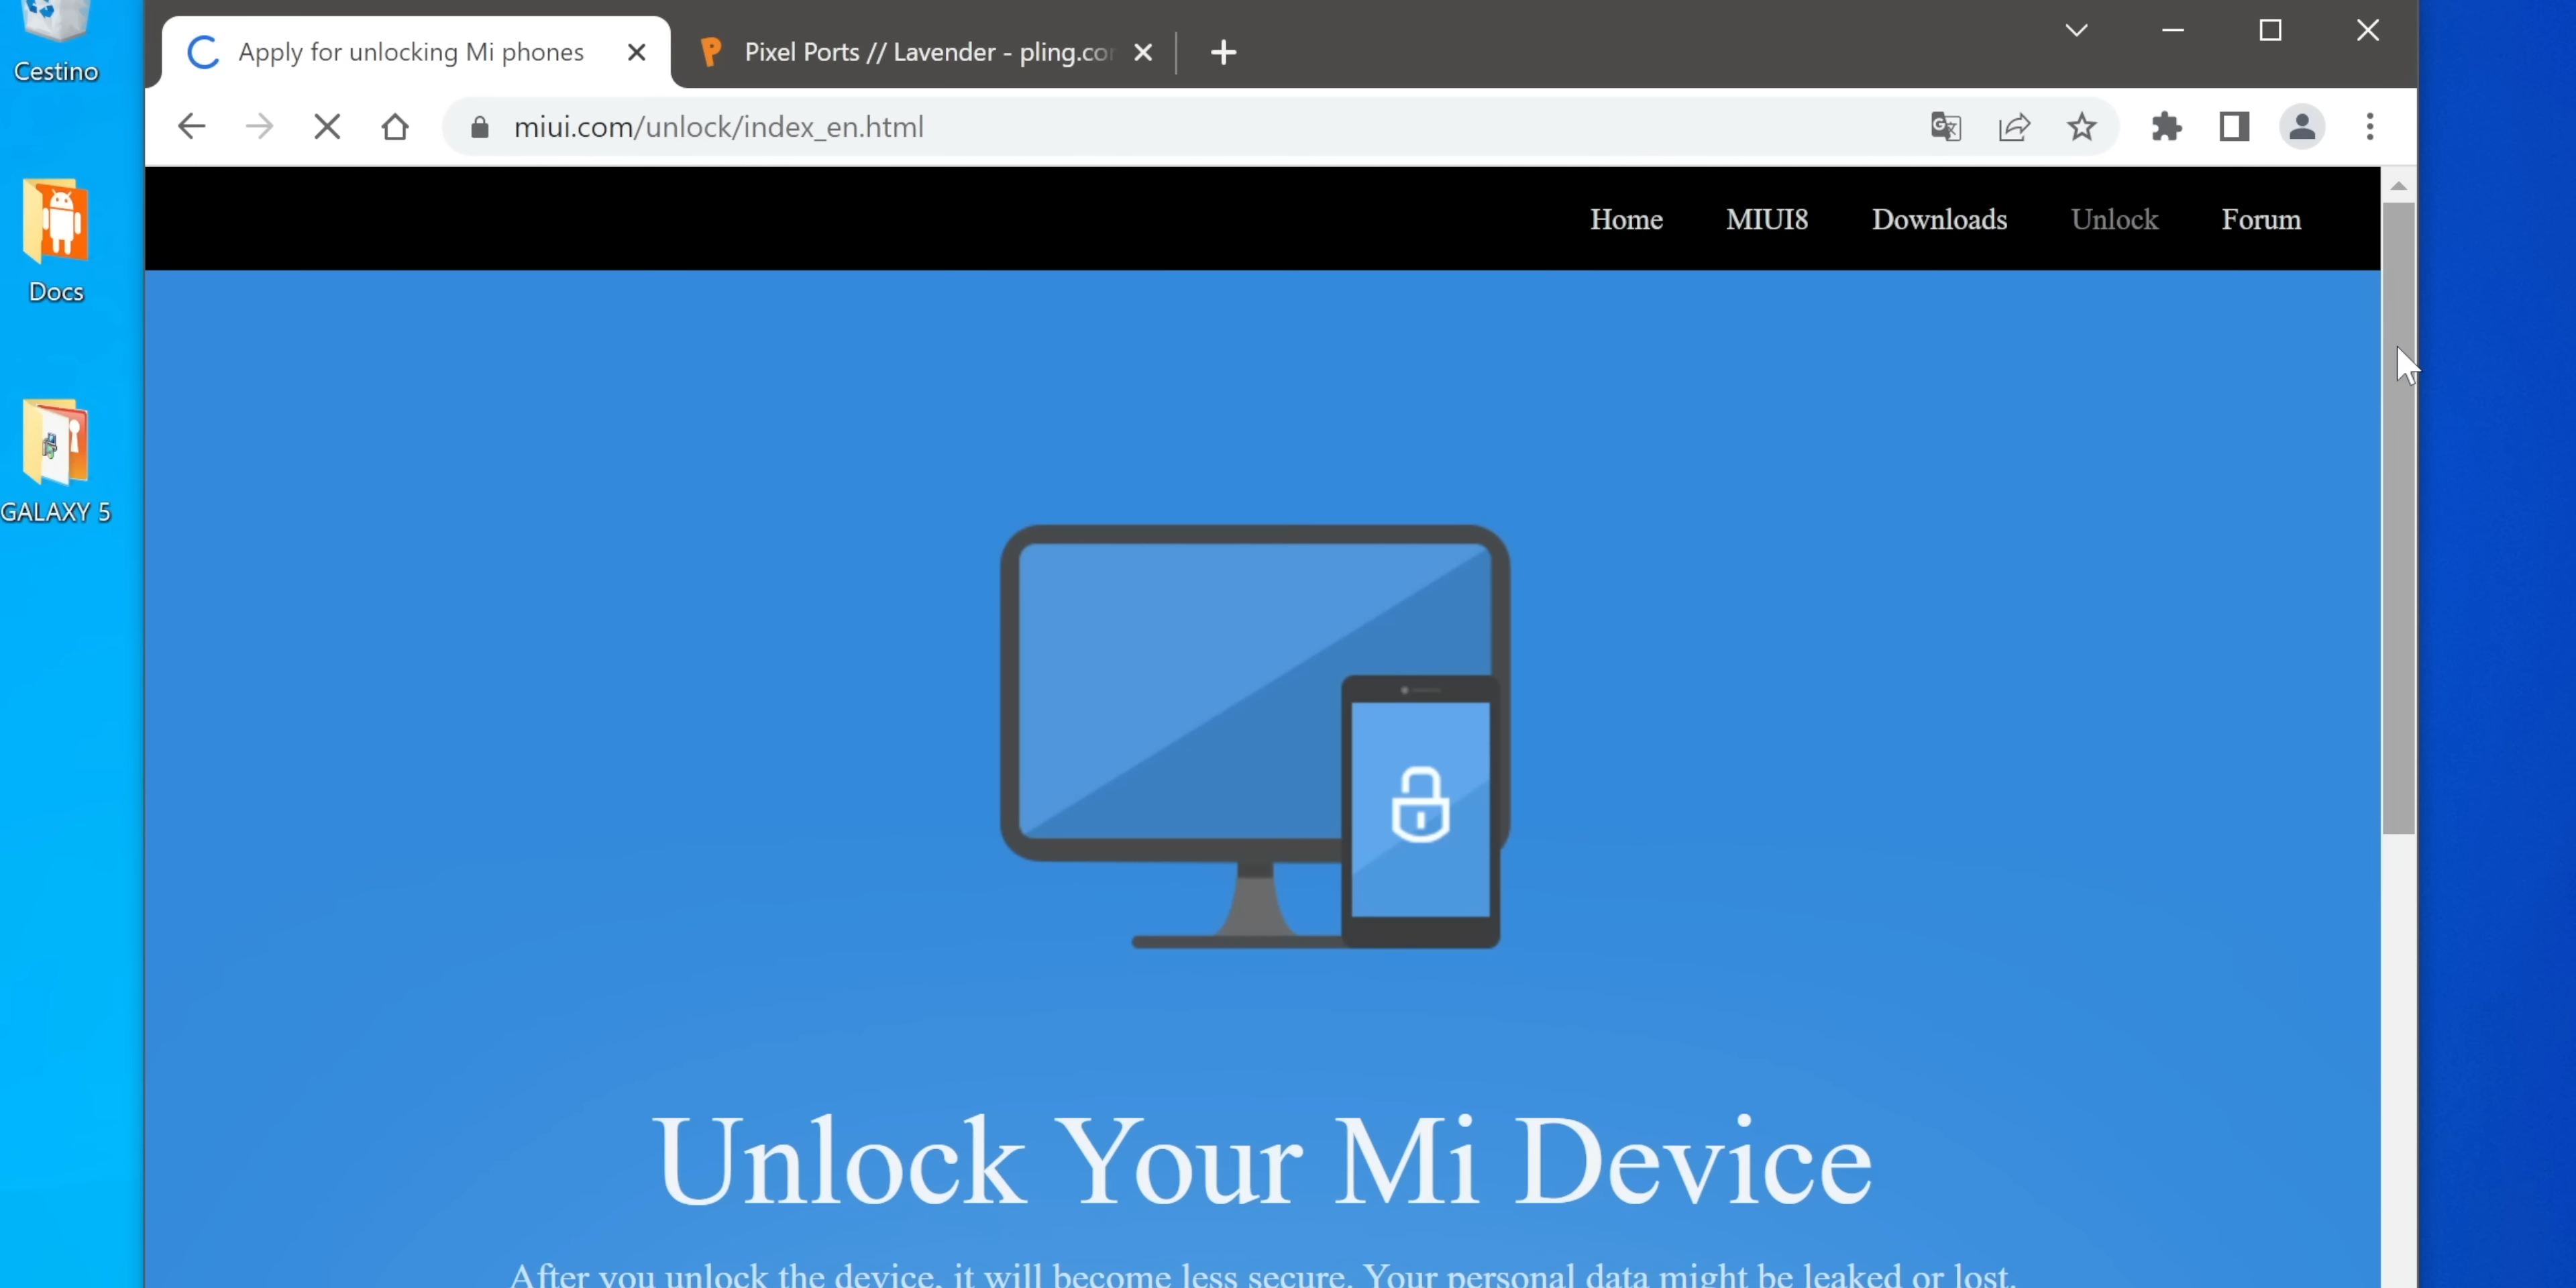 Cestino
Docs
GALAXY 5
Apply for unlocking Mi phones
Pixel Ports // Lavender - pling.co
miui.com/unlock/index_en.html
Home MIUI8 Downloads Unlock Forum
Unlock Your Mi Device
After you unlock the device, it will become less secure. Your personal data might be leaked or lost.